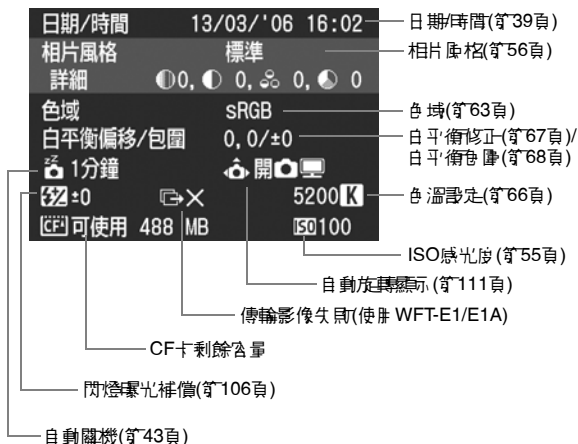 日期/時間 13/03/'06 16:02
相片風格 標準
詳細 0, 0, 0, 0
色域 sRGB
白平衡偏移/包圍 0, 0/±0
1分鐘 開
±0 5200 K
CF 可使用 488 MB ISO 100
日期/時間(第39頁)
相片風格(第56頁)
色域(第63頁)
白平衡修正(第67頁)/
白平衡包圍(第68頁)
色溫設定(第66頁)
ISO感光度(第55頁)
自動旋轉顯示(第111頁)
傳輸影像失敗(使用 WFT-E1/E1A)
CF卡剩餘容量
閃燈曝光補償(第106頁)
自動關機(第43頁)